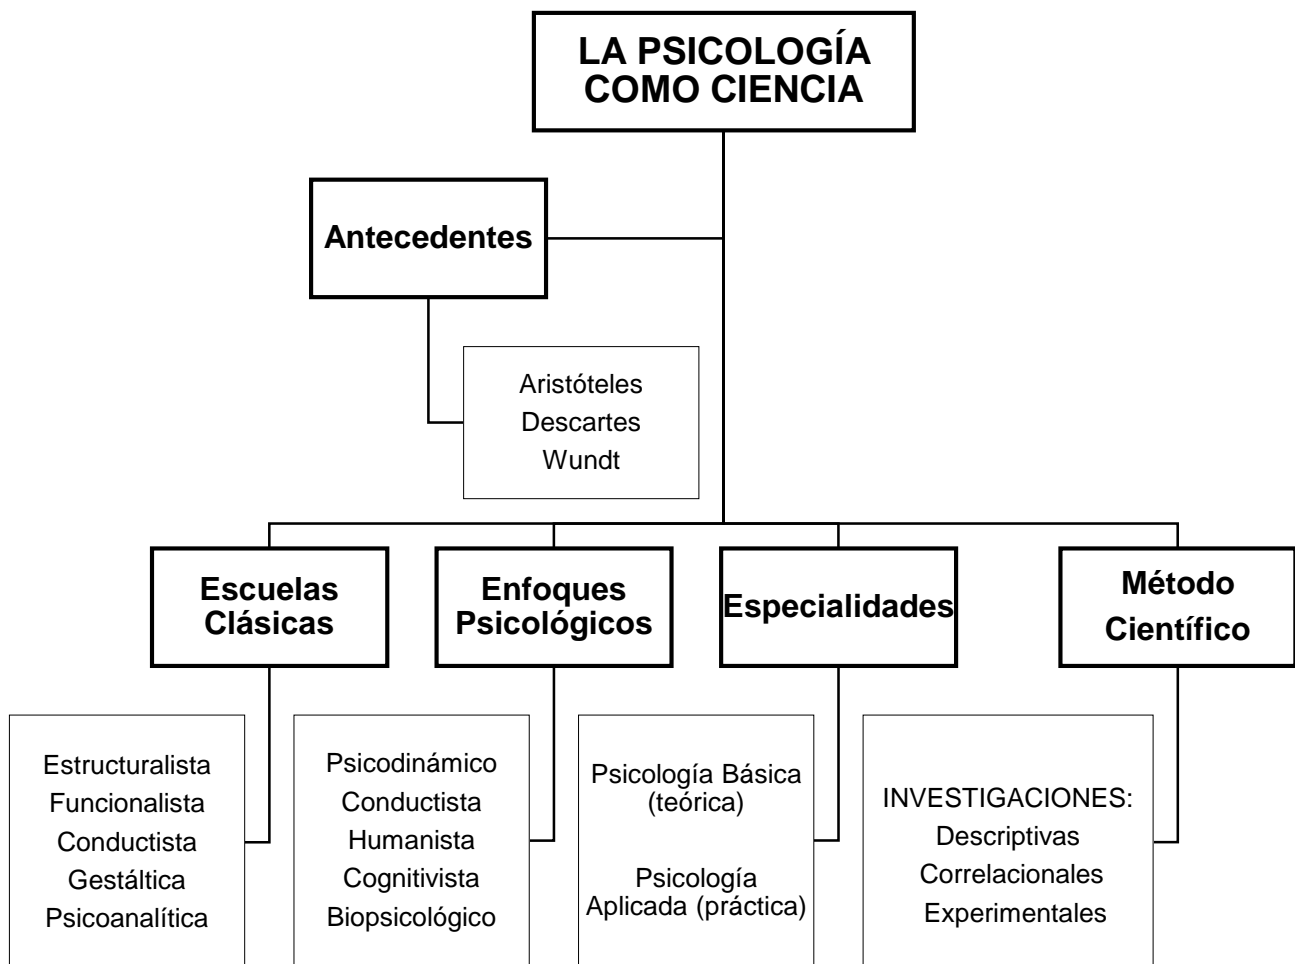 LA PSICOLOGÍA
COMO CIENCIA
Antecedentes
Aristóteles
Descartes
Wundt
Escuelas
Clásicas
Enfoques
Psicológicos
Especialidades
Método
Científico
Estructuralista
Funcionalista
Conductista
Gestáltica
Psicoanalítica
Psicodinámico
Conductista
Humanista
Cognitivista
Biopsicológico
Psicología Básica
(teórica)
Psicología
Aplicada (práctica)
INVESTIGACIONES:
Descriptivas
Correlacionales
Experimentales